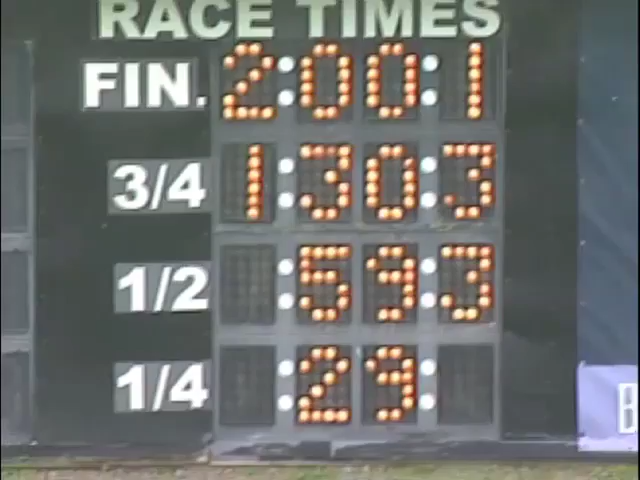 RACE TIMES
FIN. 2:00:1
3/4 1:30:3
1/2 :59:3
1/4 :29:
B